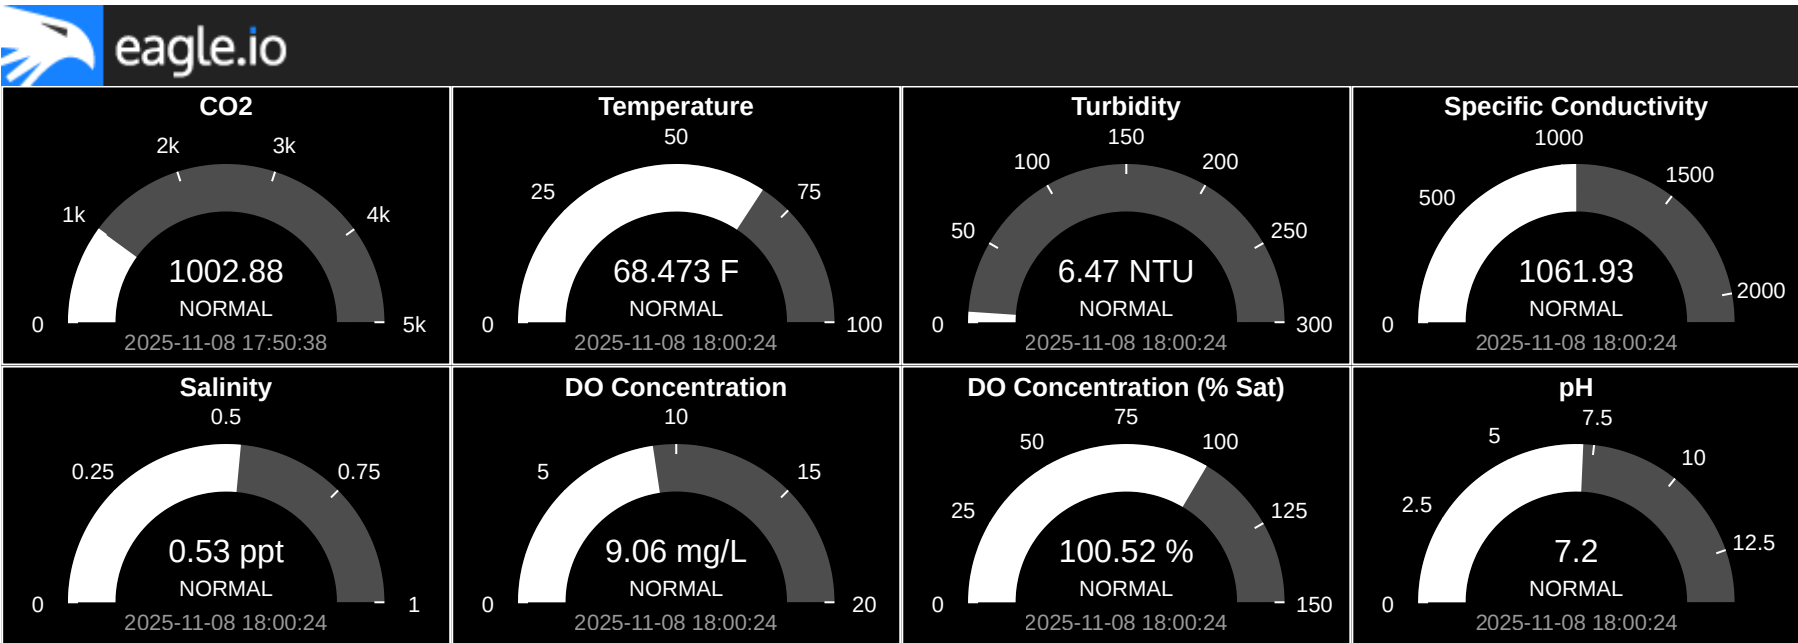 eagle.io
CO2
0
1k
2k
3k
4k
5k
1002.88
NORMAL
2025-11-08 17:50:38
Temperature
0
25
50
75
100
68.473 F
NORMAL
2025-11-08 18:00:24
Turbidity
0
50
100
150
200
250
300
6.47 NTU
NORMAL
2025-11-08 18:00:24
Specific Conductivity
0
500
1000
1500
2000
1061.93
NORMAL
2025-11-08 18:00:24
Salinity
0
0.25
0.5
0.75
1
0.53 ppt
NORMAL
2025-11-08 18:00:24
DO Concentration
0
5
10
15
20
9.06 mg/L
NORMAL
2025-11-08 18:00:24
DO Concentration (% Sat)
0
25
50
75
100
125
150
100.52 %
NORMAL
2025-11-08 18:00:24
pH
0
2.5
5
7.5
10
12.5
7.2
NORMAL
2025-11-08 18:00:24